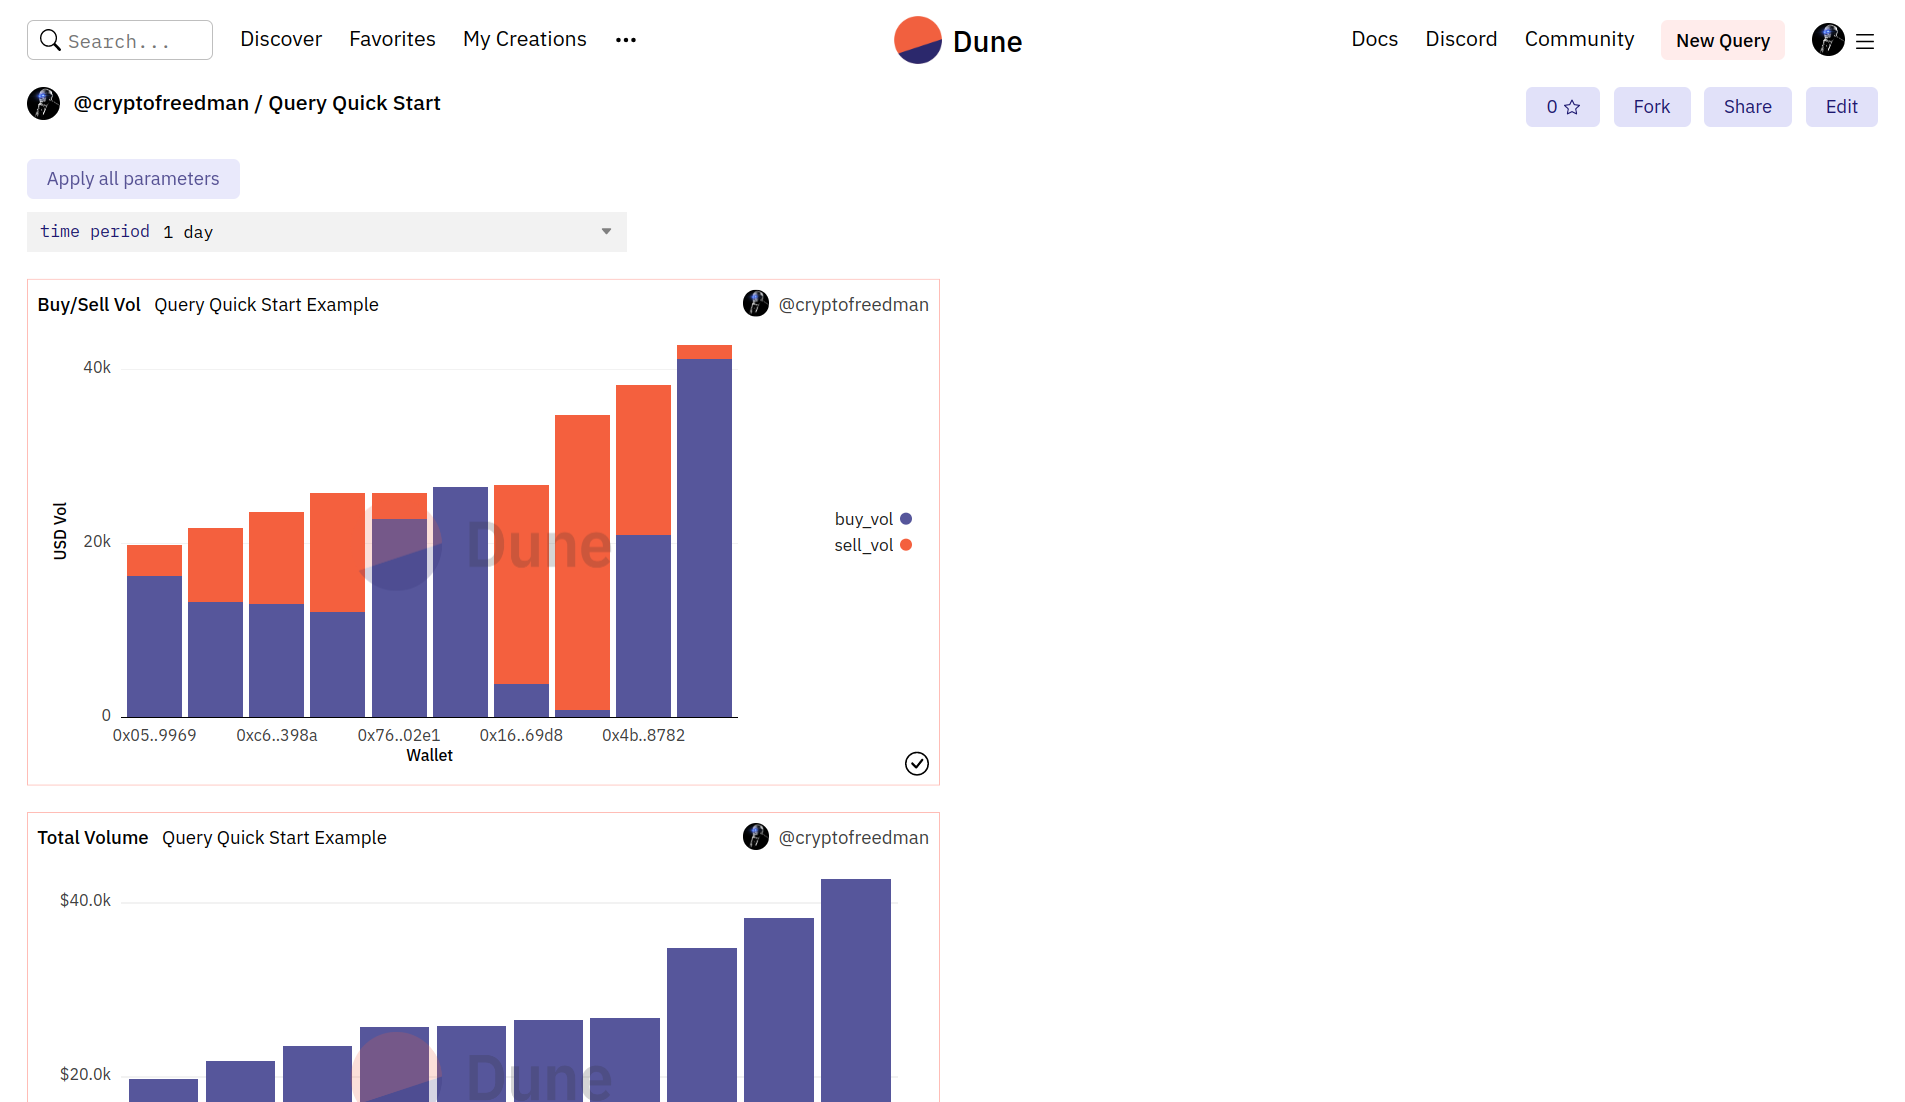 Search...
Discover
Favorites
My Creations
Dune
Docs
Discord
Community
New Query
@cryptofreedman / Query Quick Start
0
Fork
Share
Edit
Apply all parameters
time period 1 day
Buy/Sell Vol Query Quick Start Example
@cryptofreedman
40k
20k
0
USD Vol
Dune
buy_vol
sell_vol
0x05..9969
0xc6..398a
0x76..02e1
0x16..69d8
0x4b..8782
Wallet
Total Volume Query Quick Start Example
@cryptofreedman
$40.0k
$20.0k
Dune